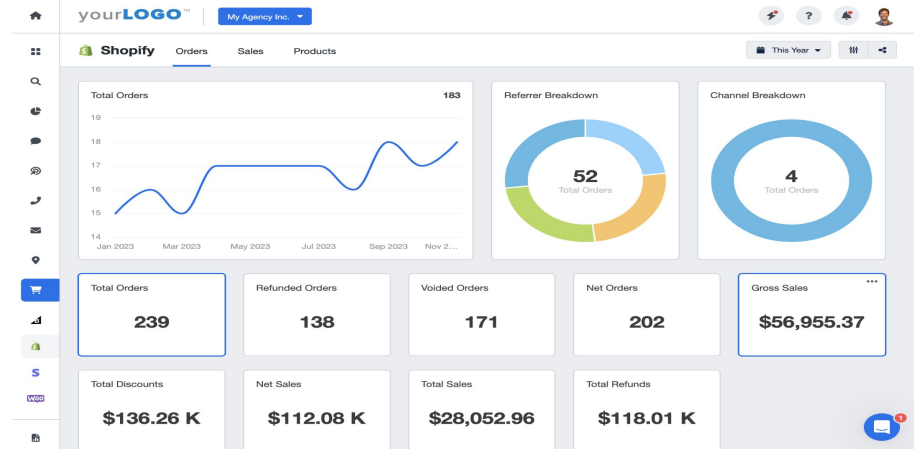 yourLOGO™
My Agency Inc.
?
Shopify
Orders
Sales
Products
This Year
Total Orders
183
19
18
17
16
15
14
Jan 2023
Mar 2023
May 2023
Jul 2023
Sep 2023
Nov 2...
Referrer Breakdown
52
Total Orders
Channel Breakdown
4
Total Orders
Total Orders
239
Refunded Orders
138
Voided Orders
171
Net Orders
202
Gross Sales
$56,955.37
S
woo
Total Discounts
$136.26 K
Net Sales
$112.08 K
Total Sales
$28,052.96
Total Refunds
$118.01 K
1